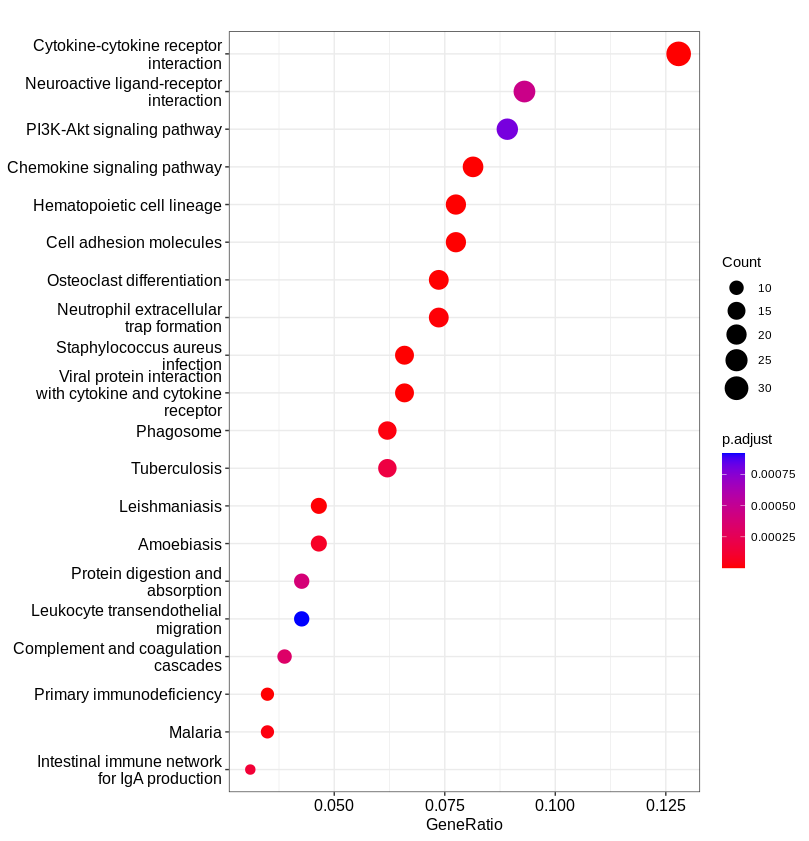 Cytokine-cytokine receptor
interaction
Neuroactive ligand-receptor
interaction
PI3K-Akt signaling pathway
Chemokine signaling pathway
Hematopoietic cell lineage
Cell adhesion molecules
Osteoclast differentiation
Neutrophil extracellular
trap formation
Staphylococcus aureus
infection
Viral protein interaction
with cytokine and cytokine
receptor
Phagosome
Tuberculosis
Leishmaniasis
Amoebiasis
Protein digestion and
absorption
Leukocyte transendothelial
migration
Complement and coagulation
cascades
Primary immunodeficiency
Malaria
Intestinal immune network
for IgA production
0.050 0.075 0.100 0.125
GeneRatio
Count
10
15
20
25
30
p.adjust
0.00075
0.00050
0.00025